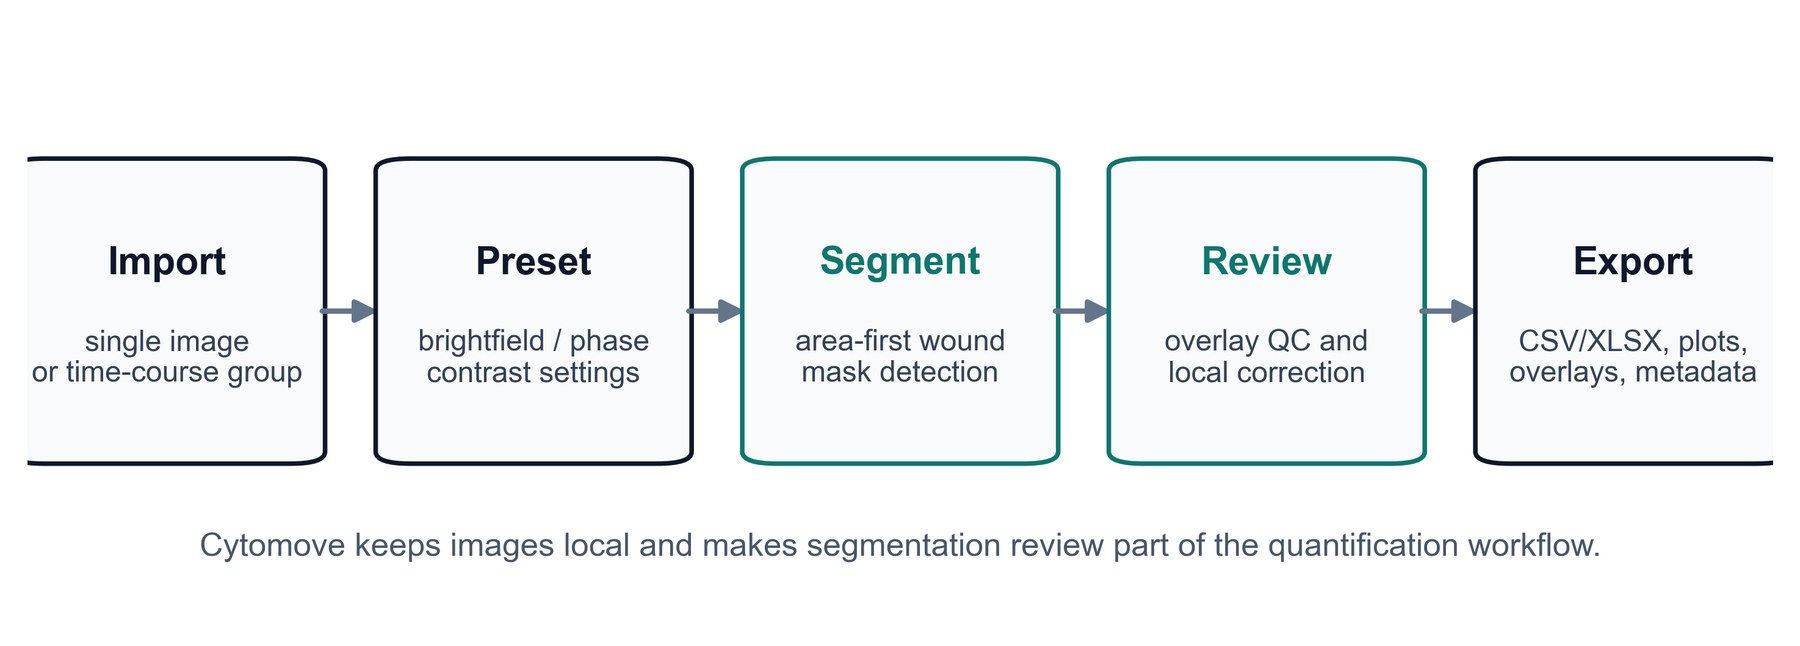 Import
single image
or time-course group
Preset
brightfield / phase
contrast settings
Segment
area-first wound
mask detection
Review
overlay QC and
local correction
Export
CSV/XLSX, plots,
overlays, metadata
Cytomove keeps images local and makes segmentation review part of the quantification workflow.